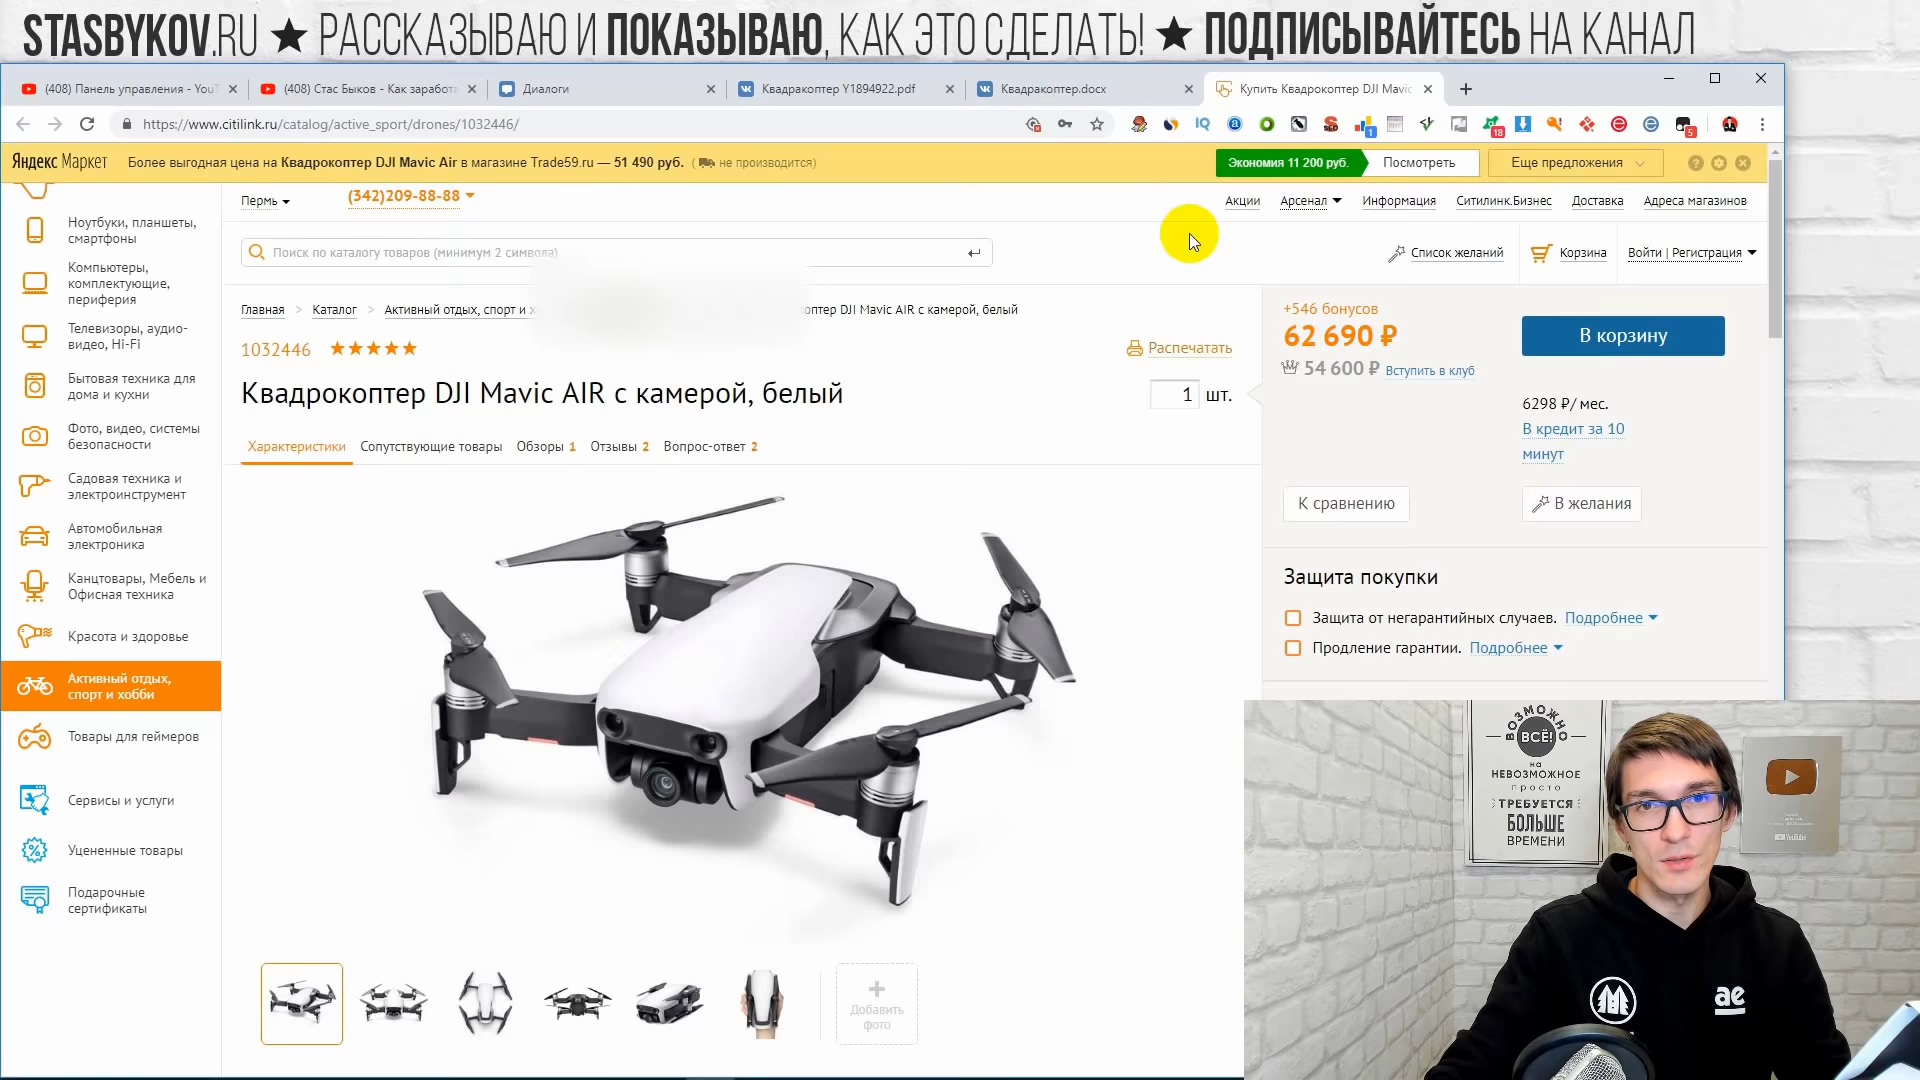 STASBYKOV.RU ★ РАССКАЗЫВАЮ И ПОКАЗЫВАЮ, КАК ЭТО СДЕЛАТЬ! ★ ПОДПИСЫВАЙТЕСЬ НА КАНАЛ
(408) Панель управления - YouT
(408) Стас Быков - Как заработа
Диалоги
Квадракоптер Y1894922.pdf
Квадракоптер.docx
Купить Квадрокоптер DJI Mavic
https://www.citilink.ru/catalog/active_sport/drones/1032446/
Яндекс Маркет
Более выгодная цена на Квадрокоптер DJI Mavic Air в магазине Trade59.ru — 51 490 руб. ( не производится)
Экономия 11 200 руб.
Посмотреть
Еще предложения
Пермь
(342)209-88-88
Акции
Арсенал
Информация
Ситилинк.Бизнес
Доставка
Адреса магазинов
Поиск по каталогу товаров (минимум 2 символа)
Список желаний
Корзина
Войти | Регистрация
Ноутбуки, планшеты,
смартфоны
Компьютеры,
комплектующие,
периферия
Телевизоры, аудио-
видео, Hi-Fi
Бытовая техника для
дома и кухни
Фото, видео, системы
безопасности
Садовая техника и
электроинструмент
Автомобильная
электроника
Канцтовары, Мебель и
Офисная техника
Красота и здоровье
Активный отдых,
спорт и хобби
Товары для геймеров
Сервисы и услуги
Уцененные товары
Подарочные
сертификаты
Главная > Каталог > Активный отдых, спорт и х
коптер DJI Mavic AIR с камерой, белый
1032446
Распечатать
Квадрокоптер DJI Mavic AIR с камерой, белый
1 шт.
Характеристики
Сопутствующие товары
Обзоры 1
Отзывы 2
Вопрос-ответ 2
+546 бонусов
62 690 ₽
54 600 ₽ Вступить в клуб
В корзину
6298 ₽/ мес.
В кредит за 10
минут
К сравнению
В желания
Защита покупки
Защита от негарантийных случаев. Подробнее
Продление гарантии. Подробнее
Добавить
фото
ВОЗМОЖНО
ВСЁ!
на
НЕВОЗМОЖНОЕ
просто
ТРЕБУЕТСЯ
БОЛЬШЕ
ВРЕМЕНИ
YouTube
ae